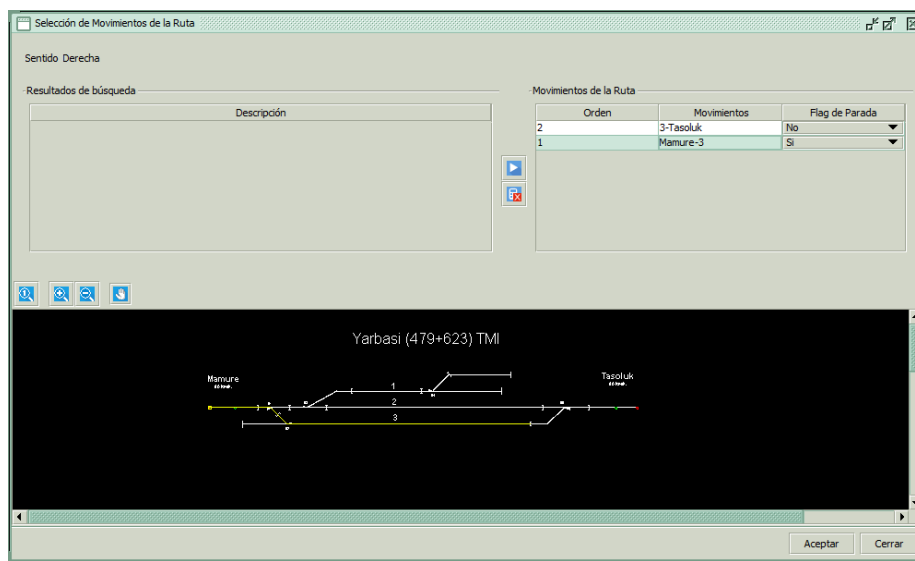 Selección de Movimientos de la Ruta
Sentido Derecha
Resultados de búsqueda
Descripción
Movimientos de la Ruta
Orden Movimientos Flag de Parada
2 3-Tasoluk No
1 Mamure-3 Si
Yarbasi (479+623) TMI
Mamure
Tasoluk
1
2
3
Aceptar Cerrar